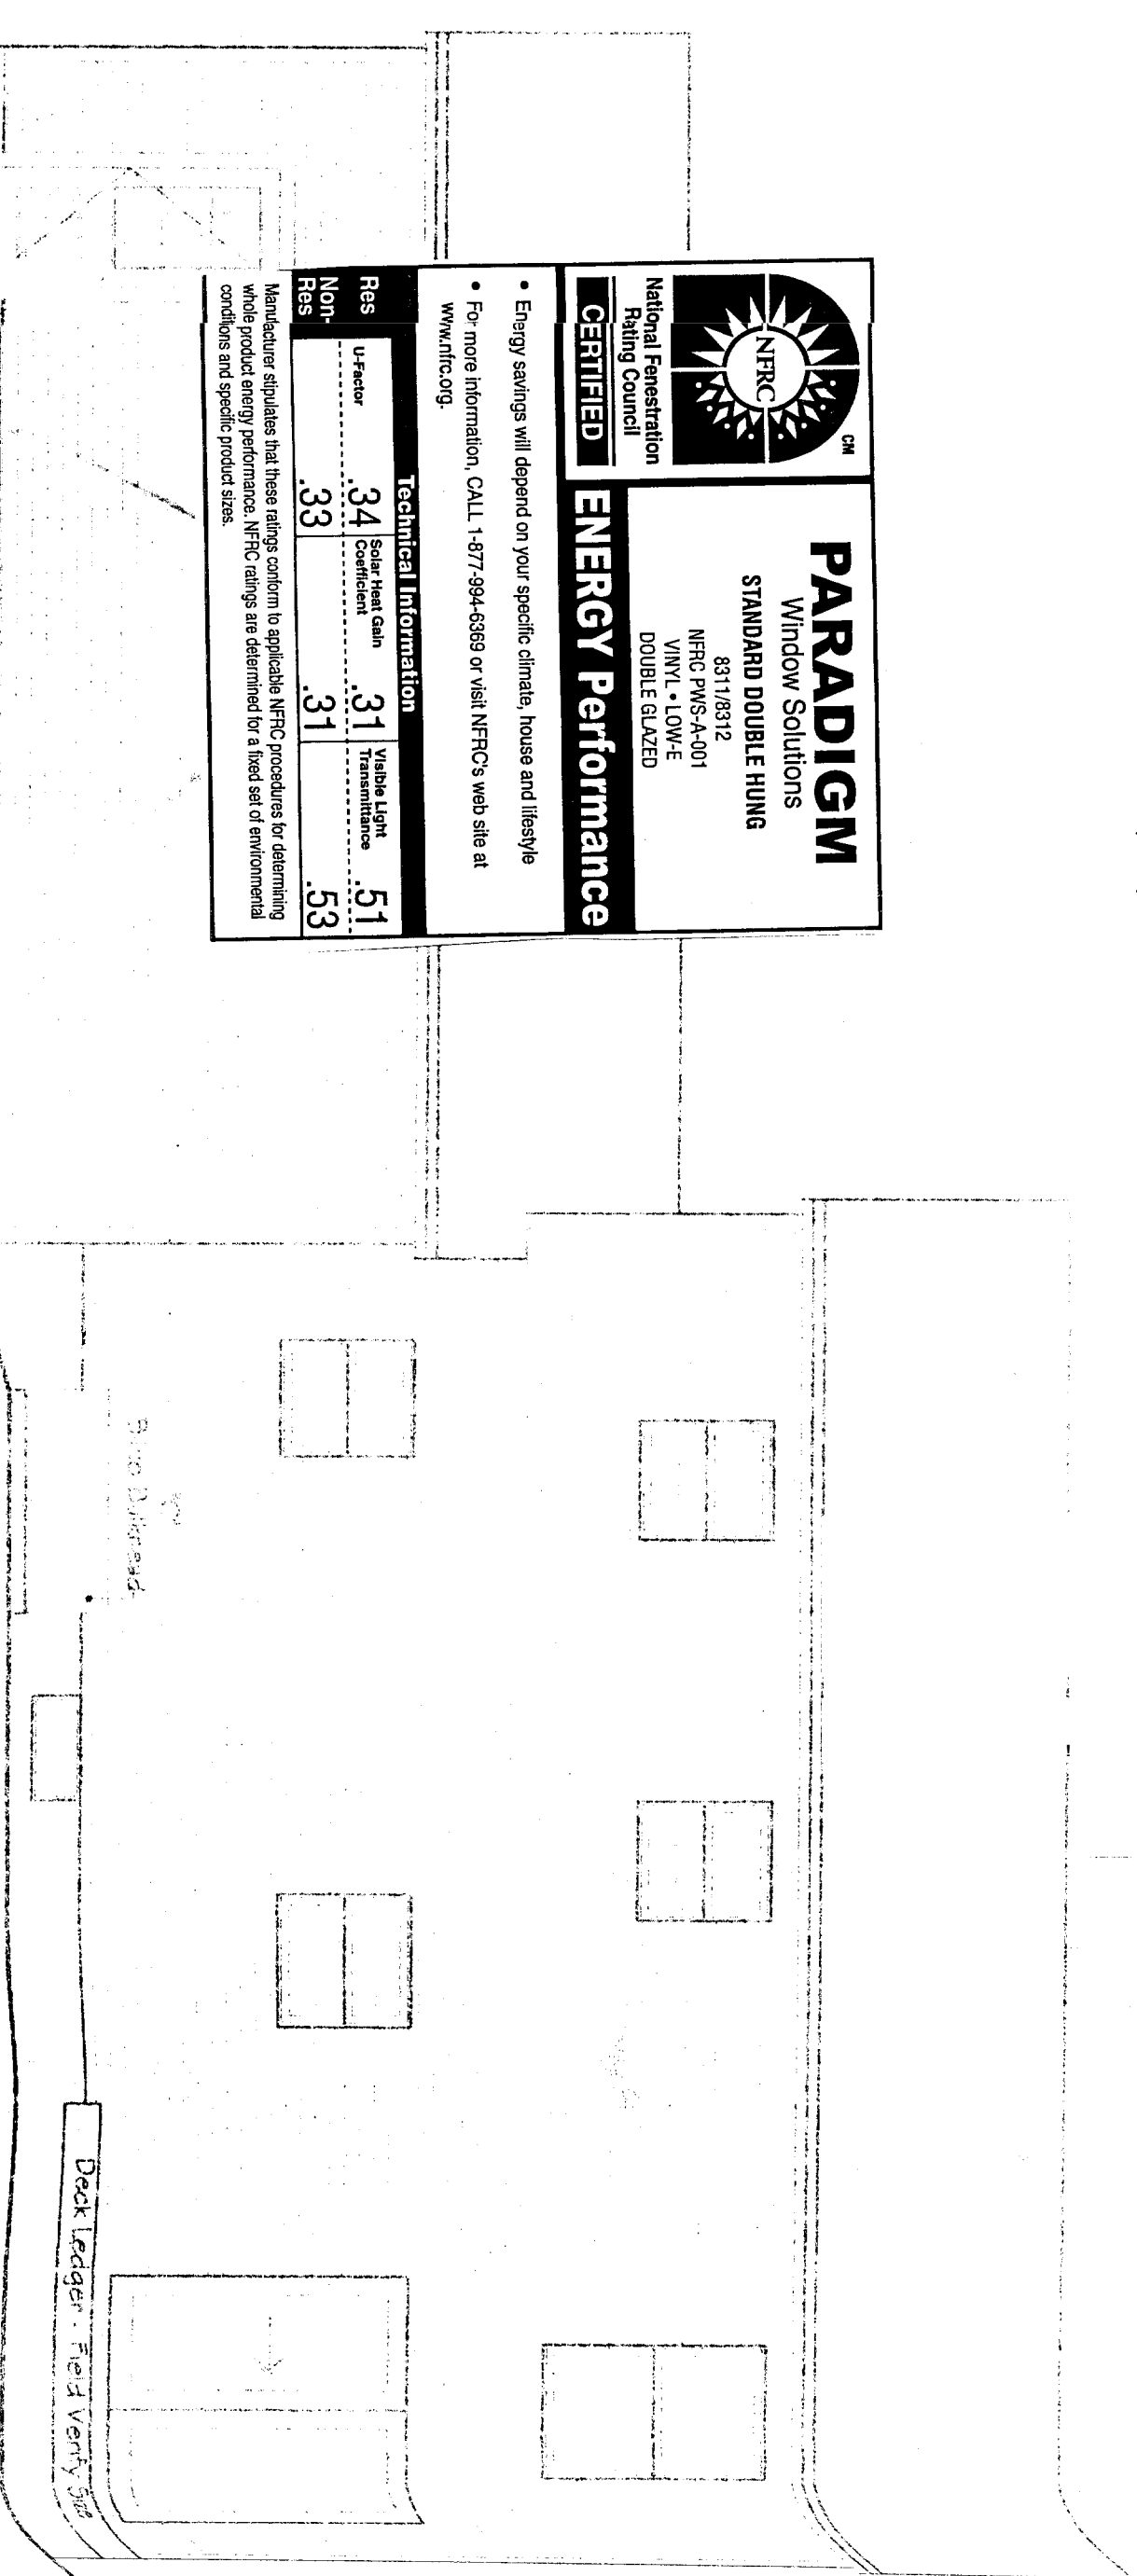 PARADIGM
Window Solutions
STANDARD DOUBLE HUNG
8311/8312
NFRC PWS-A-001
VINYL • LOW-E
DOUBLE GLAZED
CM
NFRC
National Fenestration
Rating Council
CERTIFIED
ENERGY Performance
• Energy savings will depend on your specific climate, house and lifestyle
• For more information, CALL 1-877-994-6369 or visit NFRC's web site at
www.nfrc.org.
Technical Information
Res
U-Factor
.34
Solar Heat Gain
Coefficient
.31
Visible Light
Transmittance
.51
Non-
Res
.33
.31
.53
Manufacturer stipulates that these ratings conform to applicable NFRC procedures for determining
whole product energy performance. NFRC ratings are determined for a fixed set of environmental
conditions and specific product sizes.
Bulkhead
Deck Ledger - Field Verify Size